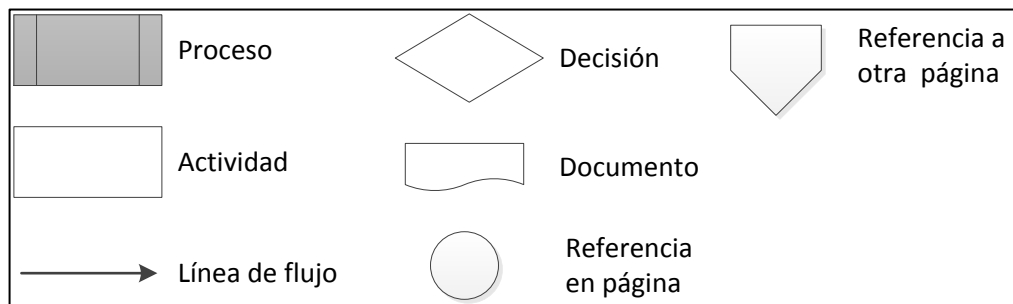 Proceso
Decisión
Referencia a
otra página
Actividad
Documento
Línea de flujo
Referencia
en página